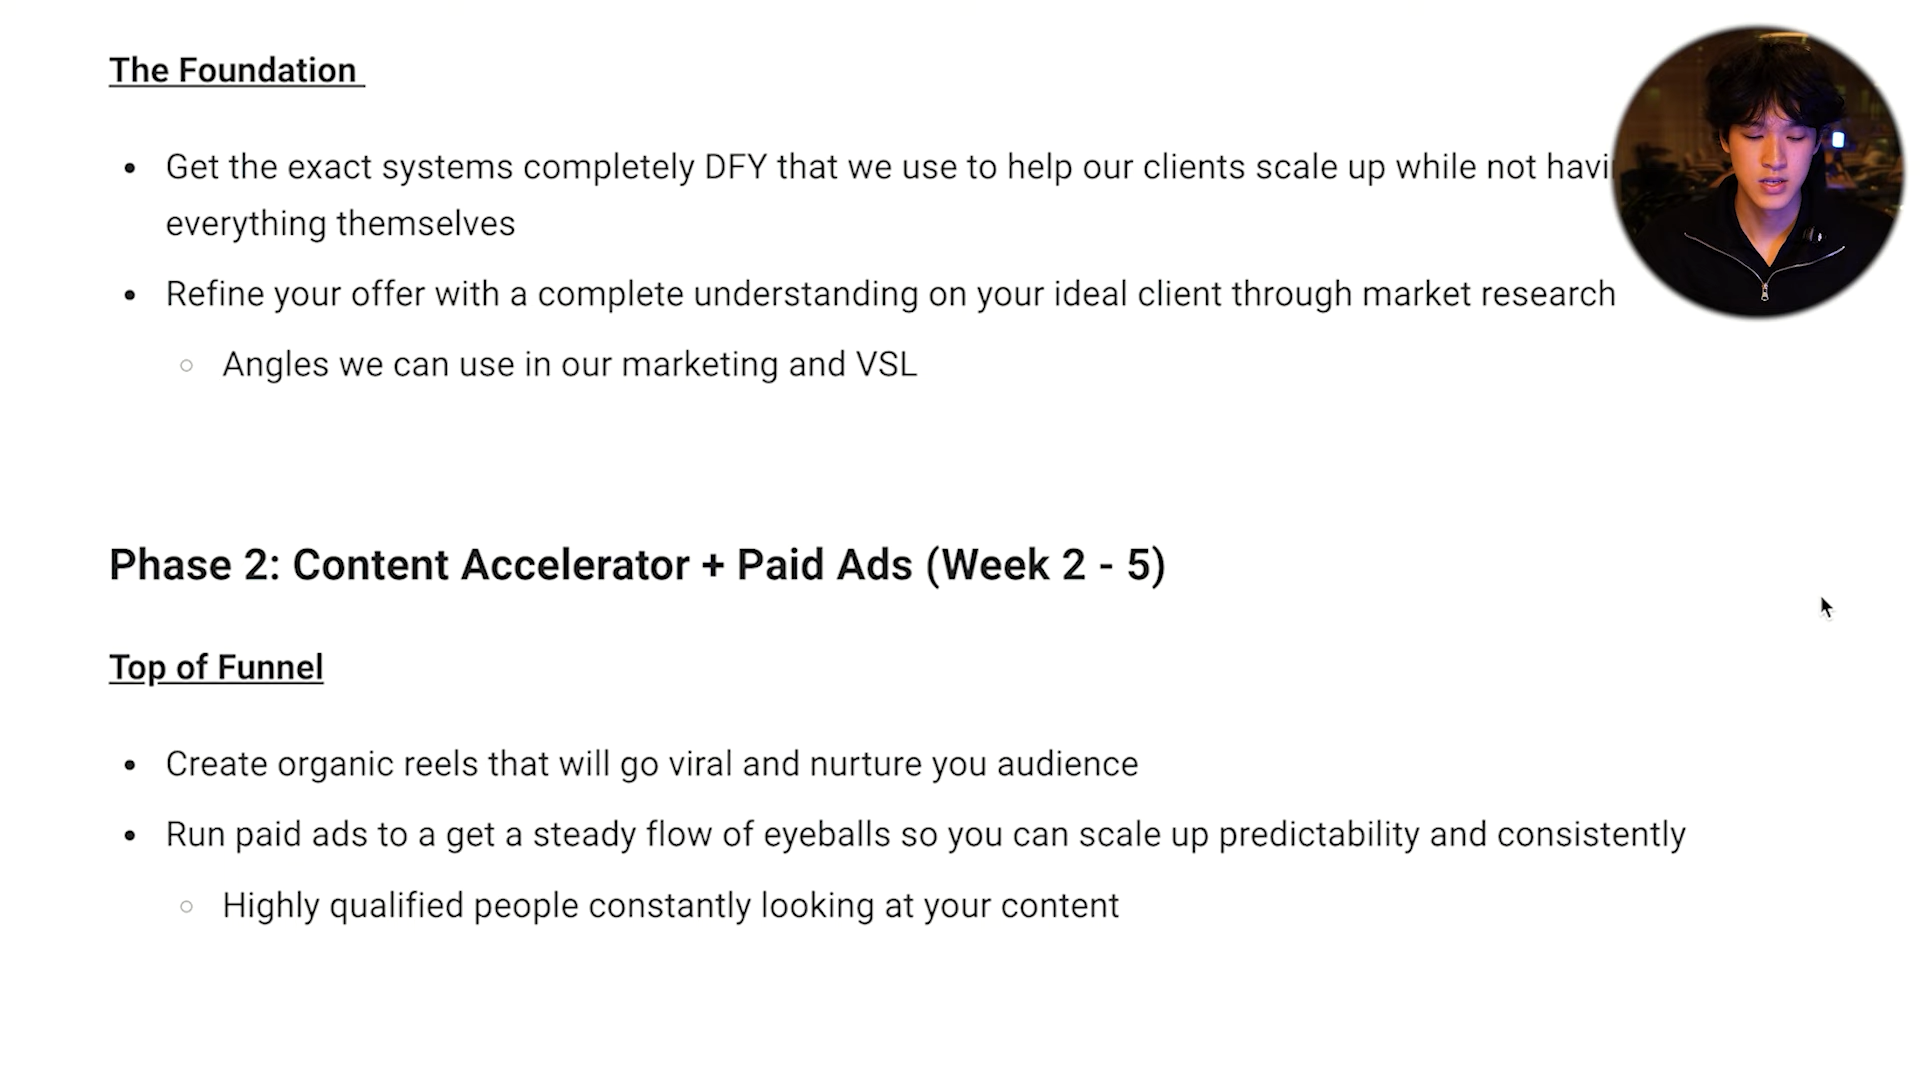 The Foundation
Get the exact systems completely DFY that we use to help our clients scale up while not
everything themselves
Refine your offer with a complete understanding on your ideal client through market research
Angles we can use in our marketing and VSL
Phase 2: Content Accelerator + Paid Ads (Week 2 - 5)
Top of Funnel
Create organic reels that will go viral and nurture you audience
Run paid ads to a get a steady flow of eyeballs so you can scale up predictability and consistently
Highly qualified people constantly looking at your content